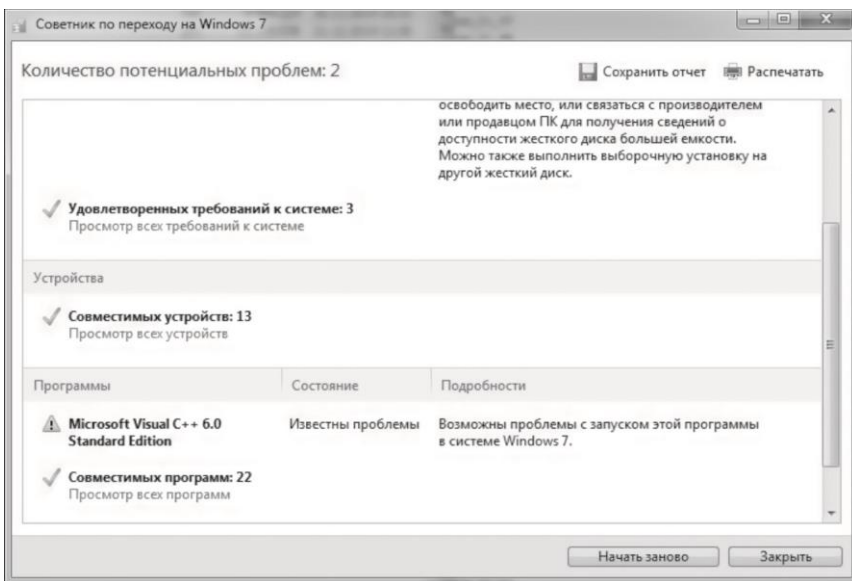 Советник по переходу на Windows 7
Количество потенциальных проблем: 2
Сохранить отчет
Распечатать
освободить место, или связаться с производителем
или продавцом ПК для получения сведений о
доступности жесткого диска большей емкости.
Можно также выполнить выборочную установку на
другой жесткий диск.
Удовлетворенных требований к системе: 3
Просмотр всех требований к системе
Устройства
Совместимых устройств: 13
Просмотр всех устройств
Программы
Состояние
Подробности
Microsoft Visual C++ 6.0
Standard Edition
Известны проблемы
Возможны проблемы с запуском этой программы
в системе Windows 7.
Совместимых программ: 22
Просмотр всех программ
Начать заново
Закрыть